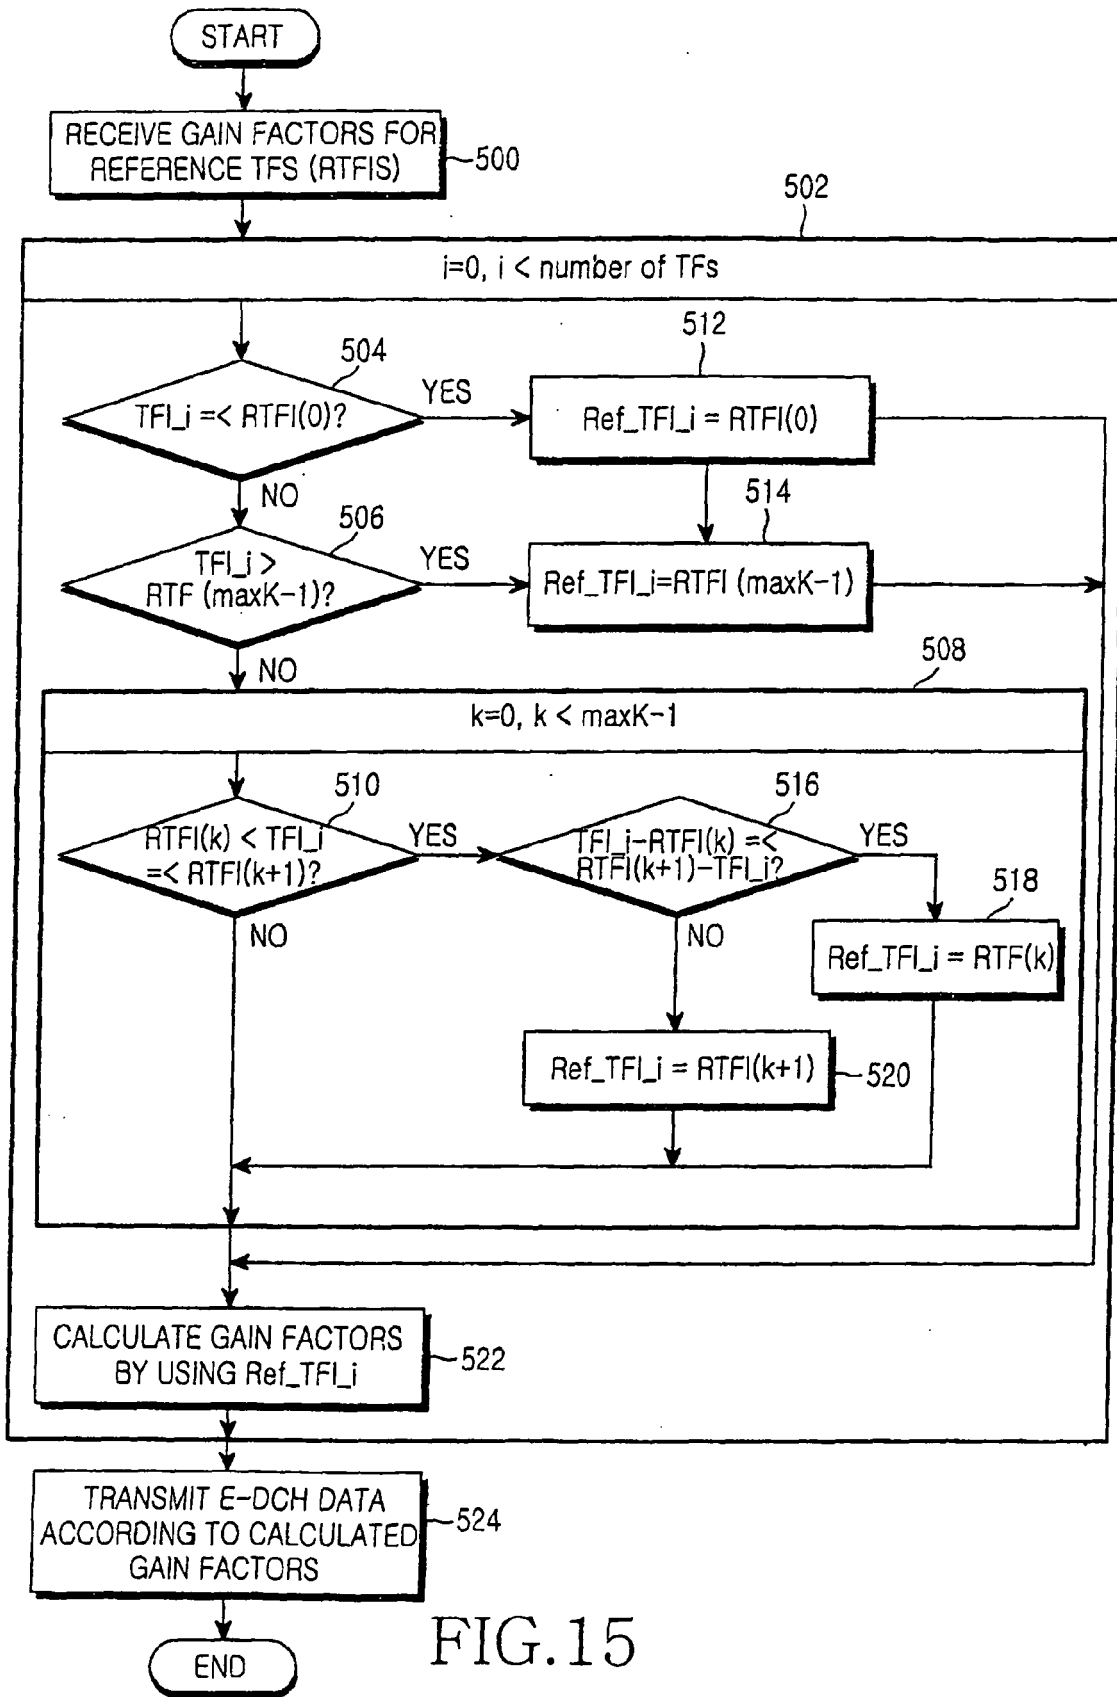 START
RECEIVE GAIN FACTORS FOR
REFERENCE TFS (RTFIS)
500
502
i=0, i < number of TFs
504
TFI_i =< RTFI(0)?
YES
512
Ref_TFI_i = RTFI(0)
NO
506
TFI_i >
RTF (maxK-1)?
YES
514
Ref_TFI_i=RTFI (maxK-1)
NO
508
k=0, k < maxK-1
510
RTFI(k) < TFI_i
=< RTFI(k+1)?
YES
516
TFI_i-RTFI(k) =<
RTFI(k+1)-TFI_i?
YES
518
Ref_TFI_i = RTF(k)
NO
NO
Ref_TFI_i = RTFI(k+1)
520
CALCULATE GAIN FACTORS
BY USING Ref_TFI_i
522
TRANSMIT E-DCH DATA
ACCORDING TO CALCULATED
GAIN FACTORS
524
END
FIG.15